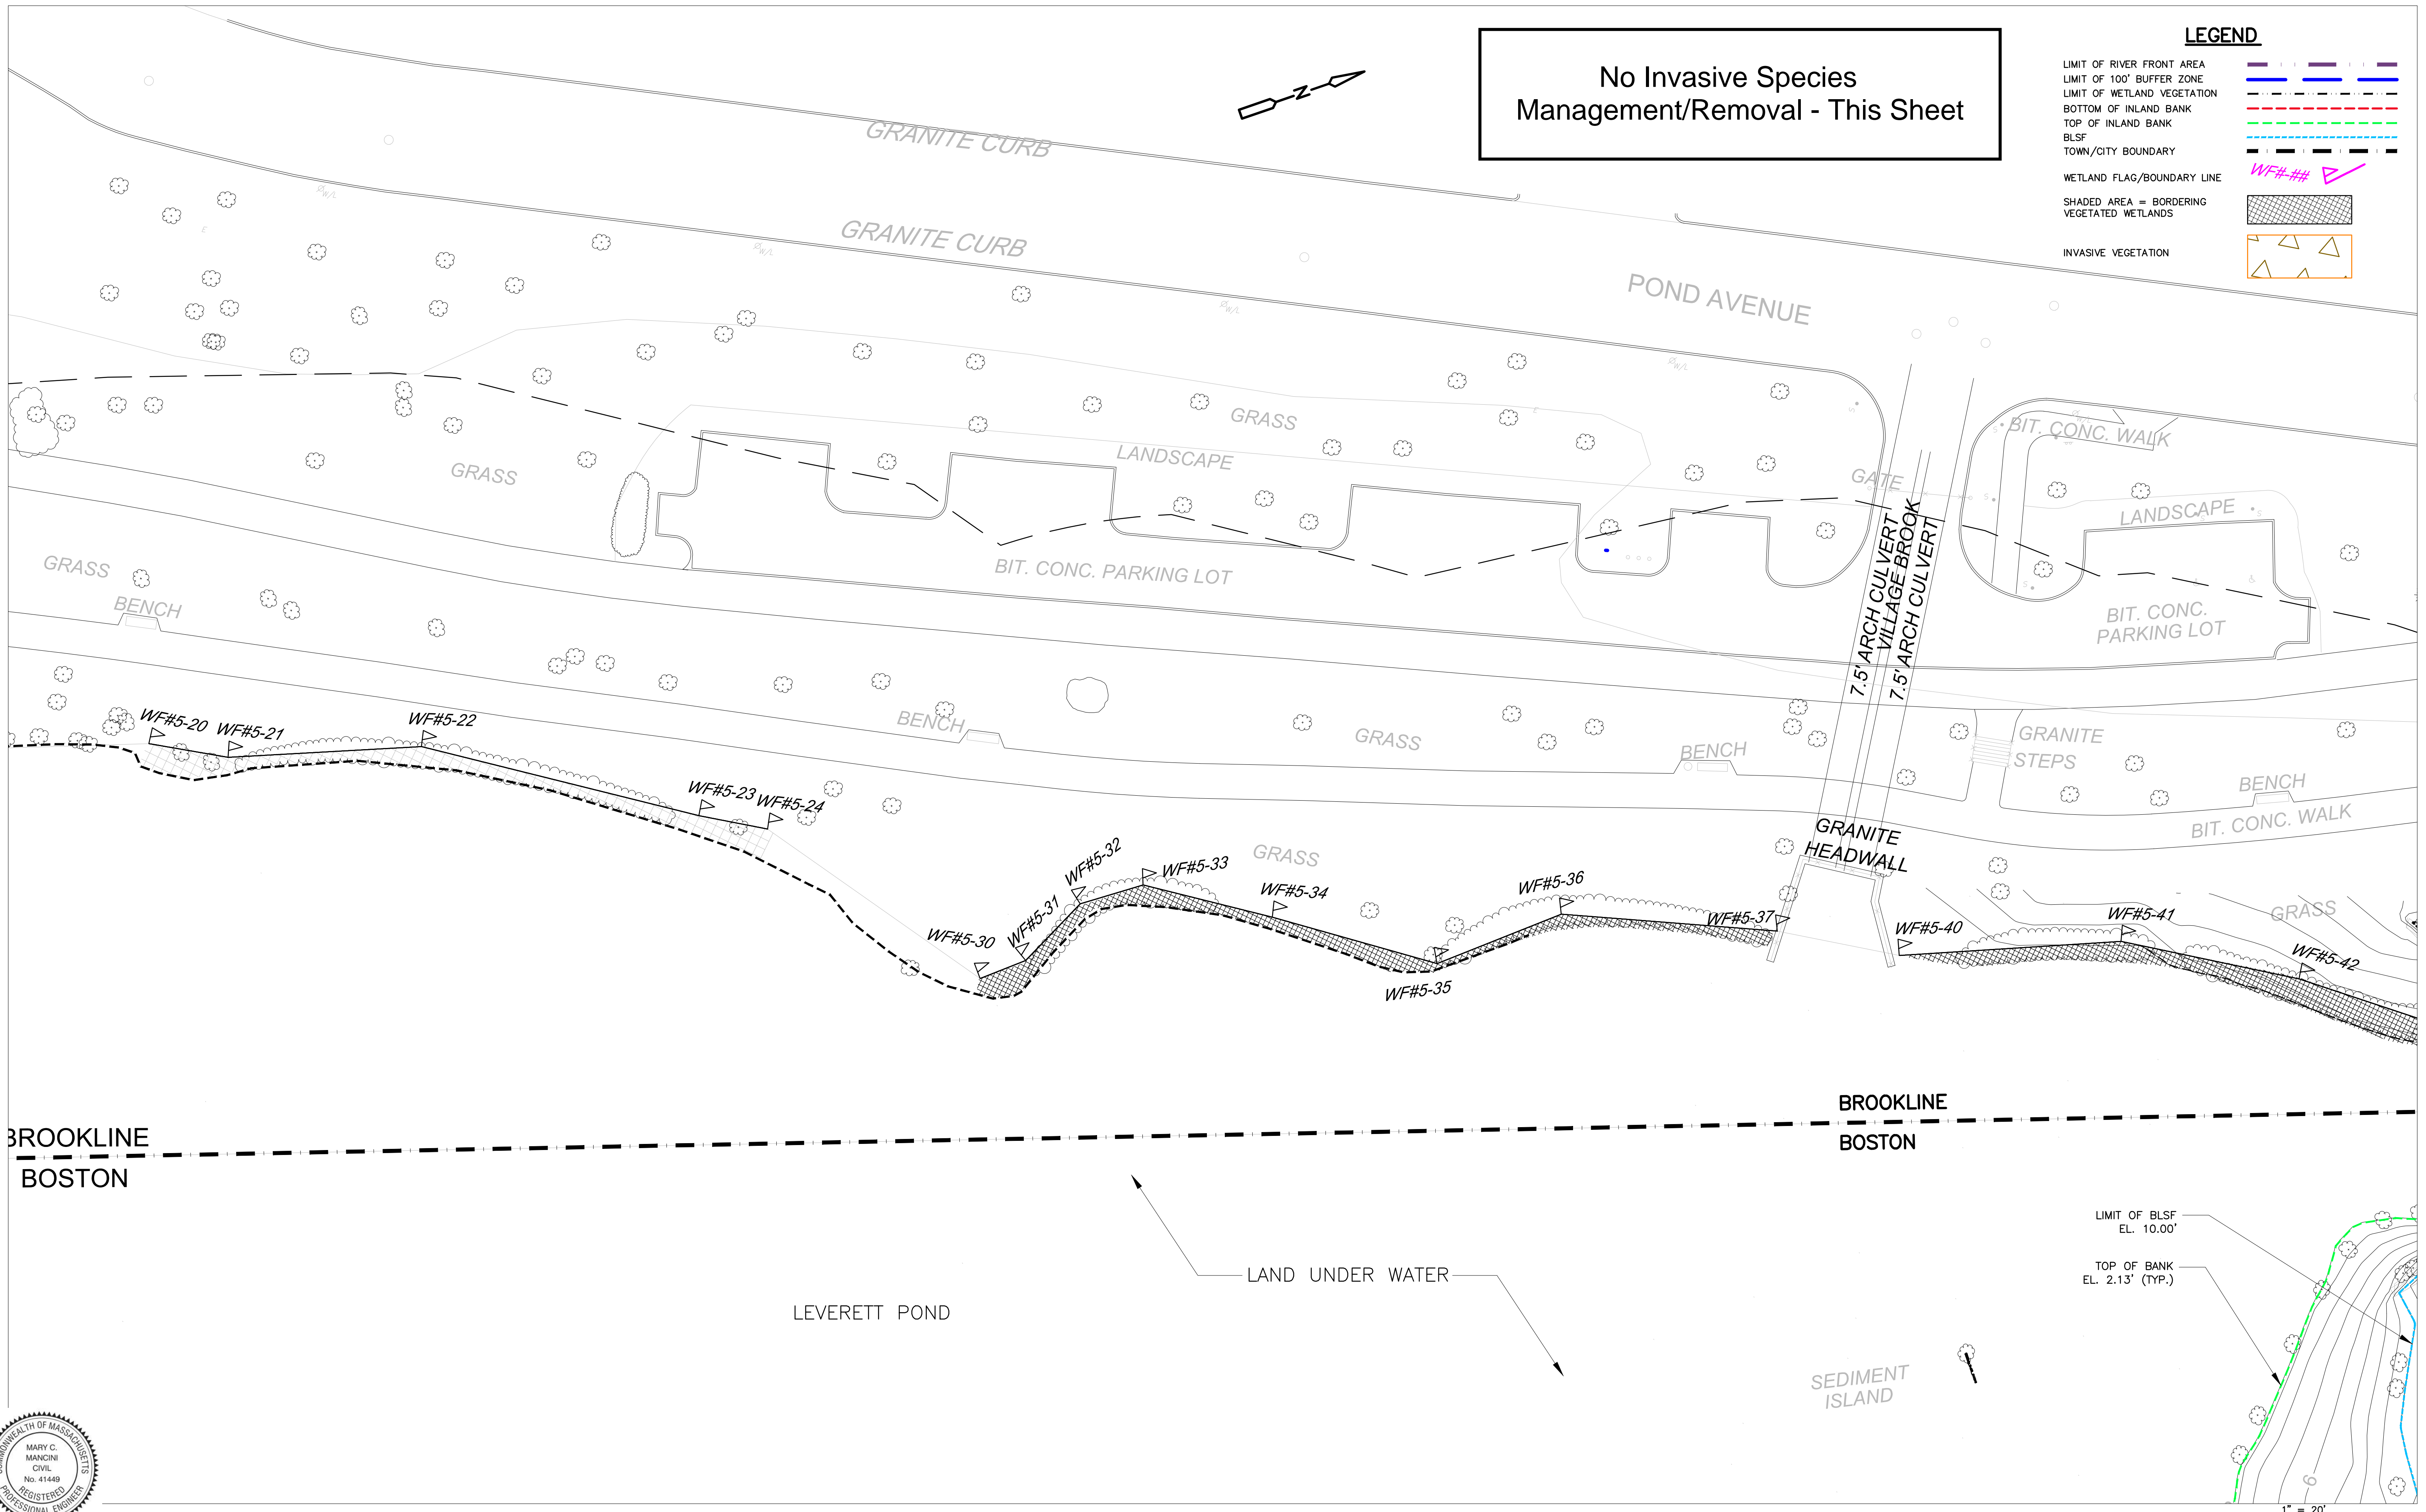 No Invasive Species
Management/Removal - This Sheet
LEGEND
LIMIT OF RIVER FRONT AREA
LIMIT OF 100' BUFFER ZONE
LIMIT OF WETLAND VEGETATION
BOTTOM OF INLAND BANK
TOP OF INLAND BANK
BLSF
TOWN/CITY BOUNDARY
WETLAND FLAG/BOUNDARY LINE
WF#-##
SHADED AREA = BORDERING
VEGETATED WETLANDS
INVASIVE VEGETATION
N
GRANITE CURB
GRANITE CURB
POND AVENUE
W/L
W/L
W/L
W/L
GRASS
LANDSCAPE
GRASS
BIT. CONC. WALK
GATE
LANDSCAPE
BIT. CONC. PARKING LOT
BIT. CONC.
PARKING LOT
7.5' ARCH CULVERT
VILLAGE BROOK
7.5' ARCH CULVERT
GRASS
BENCH
BENCH
GRASS
BENCH
GRANITE
STEPS
BENCH
BIT. CONC. WALK
WF#5-20
WF#5-21
WF#5-22
WF#5-23
WF#5-24
GRASS
GRANITE
HEADWALL
WF#5-30
WF#5-31
WF#5-32
WF#5-33
WF#5-34
WF#5-35
WF#5-36
WF#5-37
WF#5-40
WF#5-41
WF#5-42
GRASS
BROOKLINE
BOSTON
BROOKLINE
BOSTON
LIMIT OF BLSF
EL. 10.00'
TOP OF BANK
EL. 2.13' (TYP.)
LAND UNDER WATER
LEVERETT POND
SEDIMENT
ISLAND
6
COMMONWEALTH OF MASSACHUSETTS
MARY C.
MANCINI
CIVIL
No. 41449
REGISTERED
PROFESSIONAL ENGINEER
1" = 20'